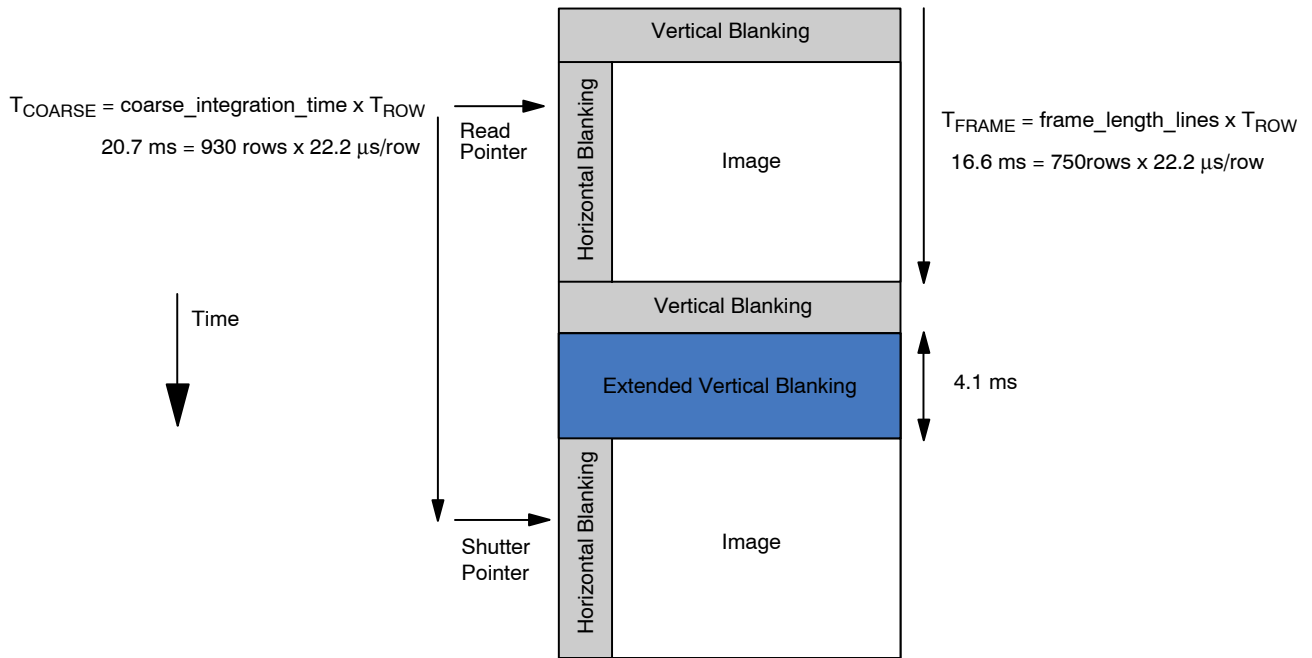 Vertical Blanking
T_COARSE = coarse_integration_time x T_ROW
20.7 ms = 930 rows x 22.2 μs/row
Read
Pointer
Horizontal Blanking
Image
T_FRAME = frame_length_lines x T_ROW
16.6 ms = 750rows x 22.2 μs/row
Time
Vertical Blanking
Extended Vertical Blanking
4.1 ms
Shutter
Pointer
Horizontal Blanking
Image